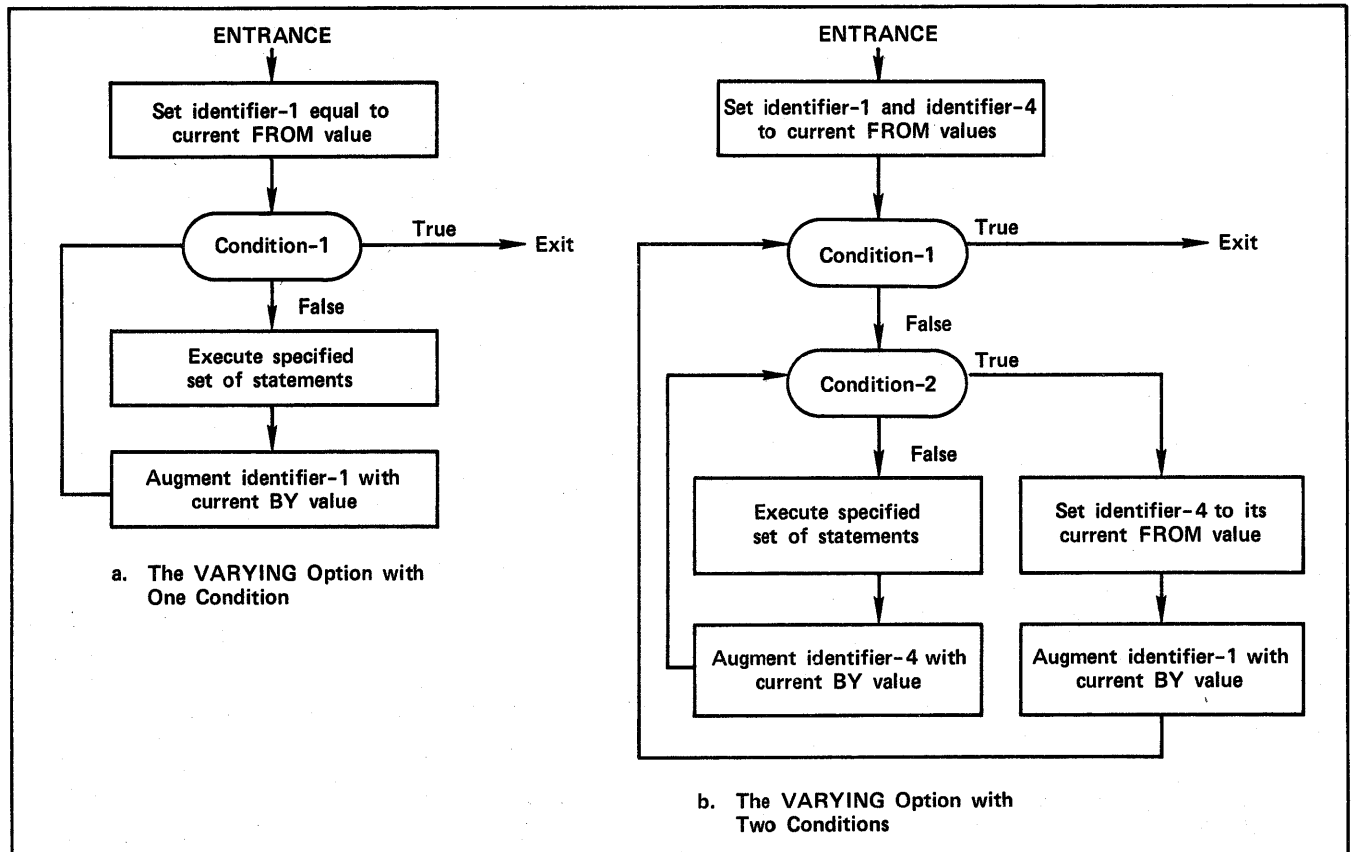 ENTRANCE
Set identifier-1 equal to
current FROM value
Condition-1
True
Exit
False
Execute specified
set of statements
Augment identifier-1 with
current BY value
a. The VARYING Option with
One Condition
ENTRANCE
Set identifier-1 and identifier-4
to current FROM values
Condition-1
True
Exit
False
Condition-2
True
False
Execute specified
set of statements
Set identifier-4 to its
current FROM value
Augment identifier-4 with
current BY value
Augment identifier-1 with
current BY value
b. The VARYING Option with
Two Conditions